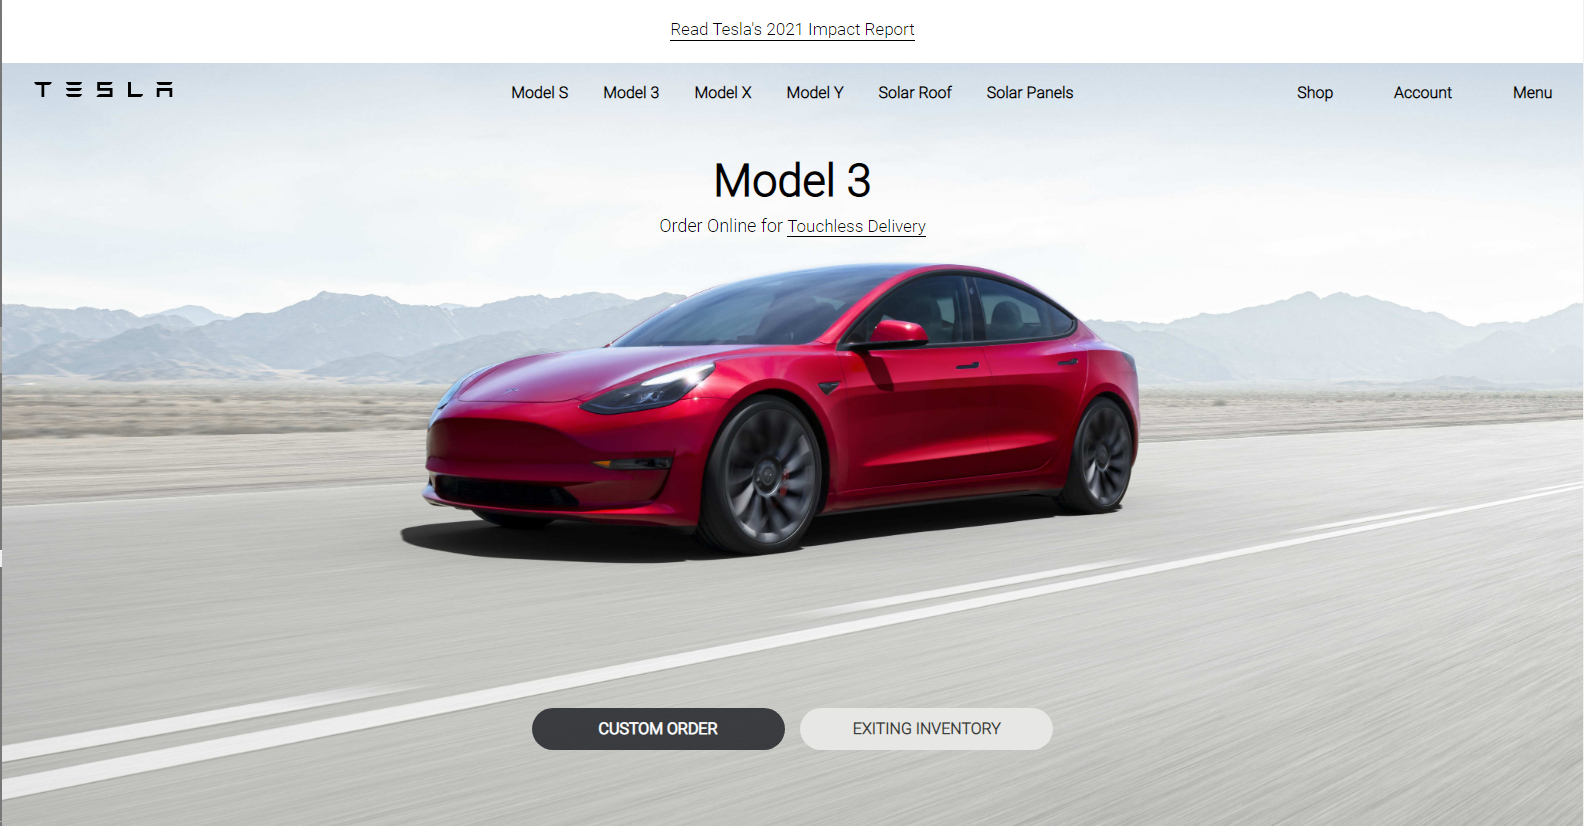 Read Tesla's 2021 Impact Report
TESLA Model S Model 3 Model X Model Y Solar Roof Solar Panels Shop Account Menu
Model 3
Order Online for Touchless Delivery
CUSTOM ORDER EXITING INVENTORY